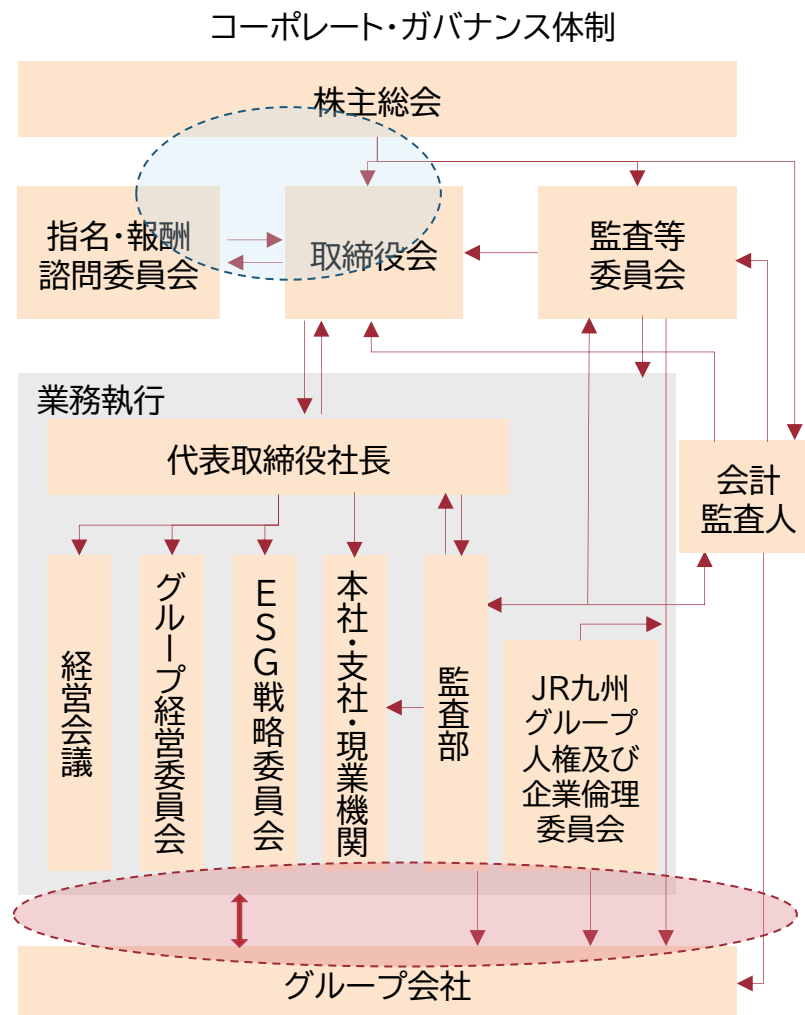 コーポレート・ガバナンス体制
株主総会
指名・報酬
諮問委員会
取締役会
監査等
委員会
業務執行
代表取締役社長
会計
監査人
経営会議
グループ経営委員会
ESG戦略委員会
本社・支社・現業機関
監査部
JR九州
グループ
人権及び
企業倫理
委員会
グループ会社